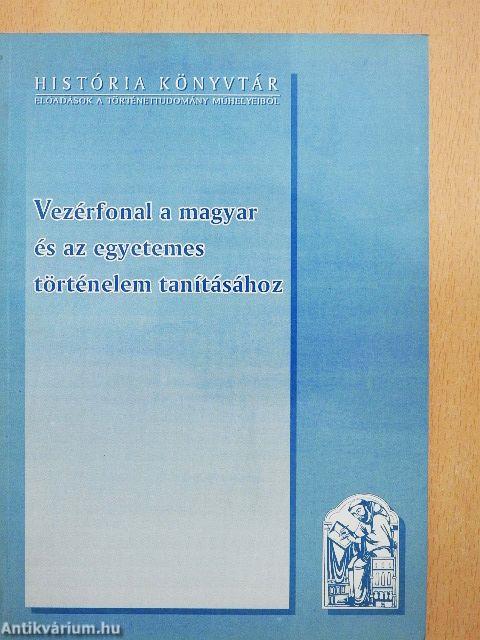 HISTÓRIA KÖNYVTÁR
ELŐADÁSOK A TÖRTÉNETTUDOMÁNY MŰHELYEIBŐL
Vezérfonal a magyar
és az egyetemes
történelem tanításához
Antikvárium.hu